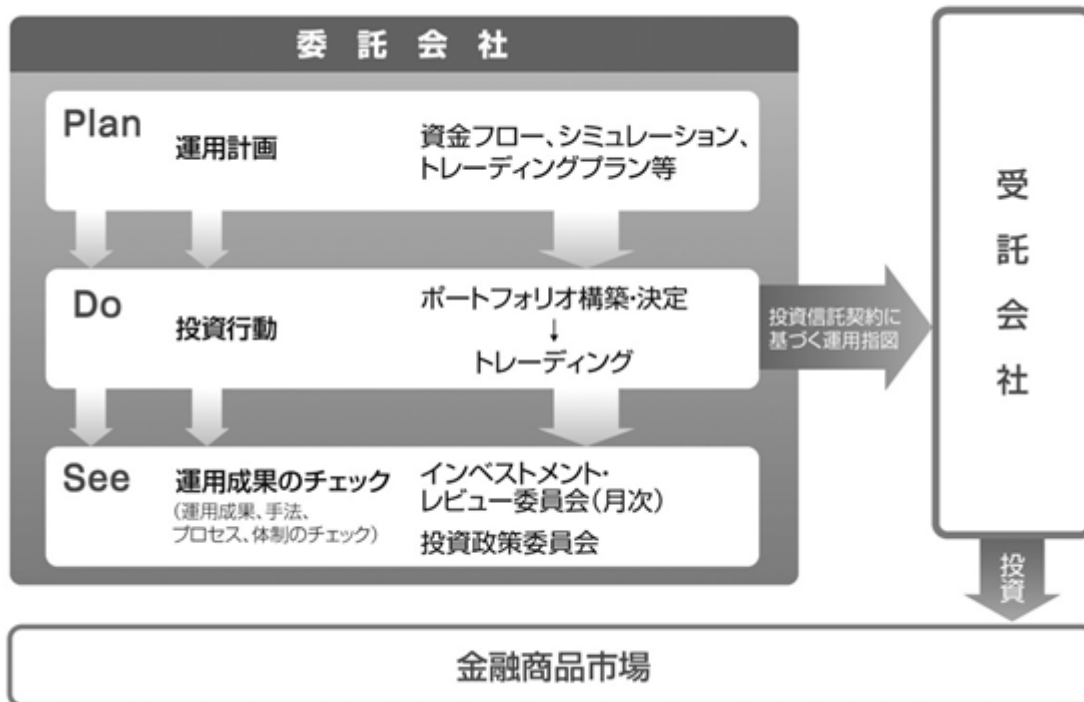 委託会社
Plan
運用計画
資金フロー、シミュレーション、
トレーディングプラン等
Do
投資行動
ポートフォリオ構築・決定
↓
トレーディング
投資信託契約に
基づく運用指図
See
運用成果のチェック
(運用成果、手法、
プロセス、体制のチェック)
インベストメント・
レビュー委員会(月次)
投資政策委員会
受託会社
投資
金融商品市場